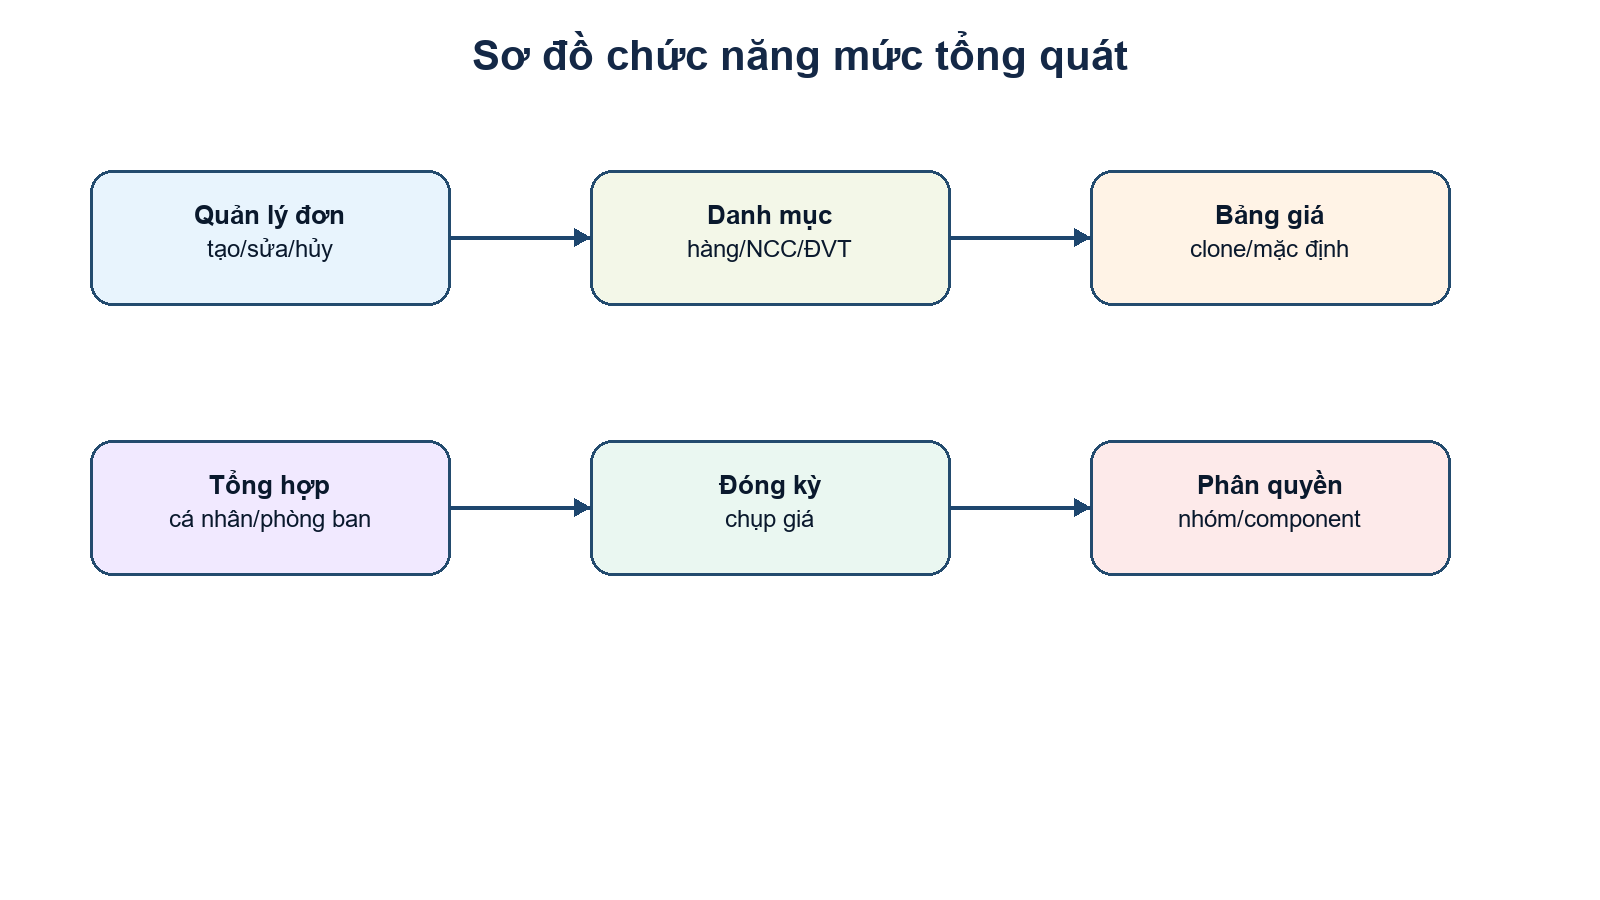 Sơ đồ chức năng mức tổng quát
Quản lý đơn
tạo/sửa/hủy
Danh mục
hàng/NCC/ĐVT
Bảng giá
clone/mặc định
Tổng hợp
cá nhân/phòng ban
Đóng kỳ
chụp giá
Phân quyền
nhóm/component